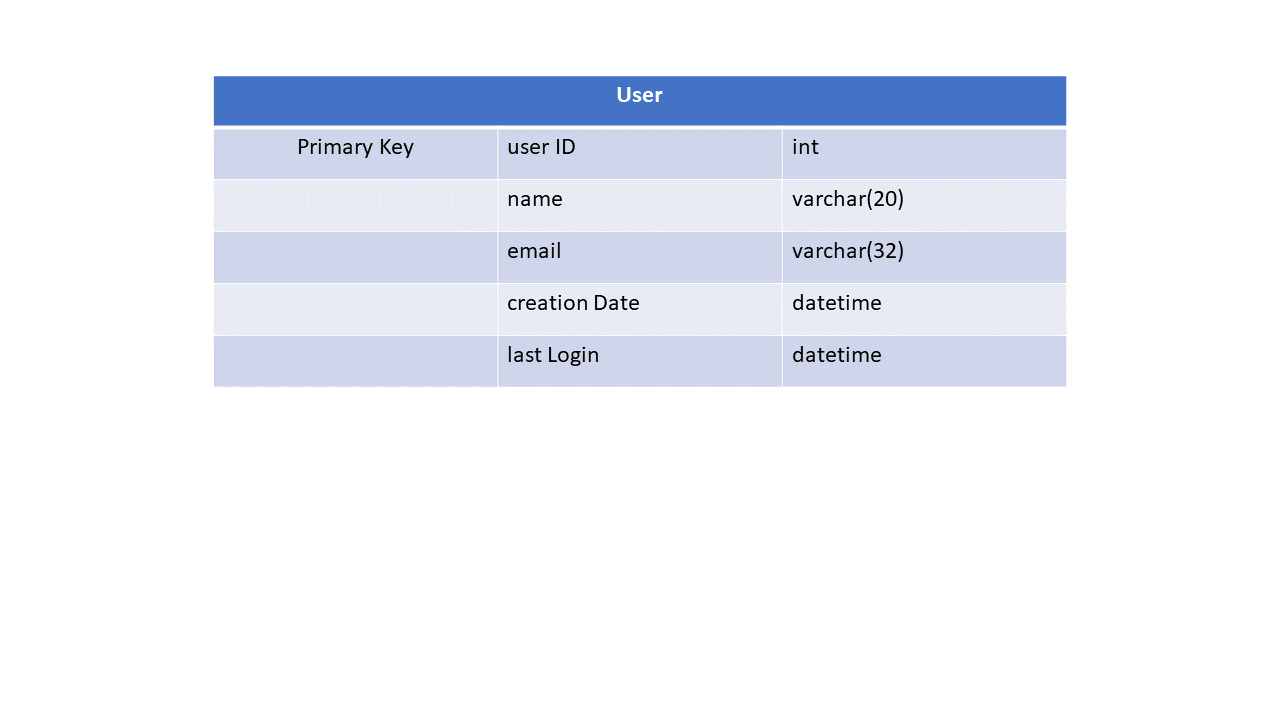 User
Primary Key user ID int
name varchar(20)
email varchar(32)
creation Date datetime
last Login datetime